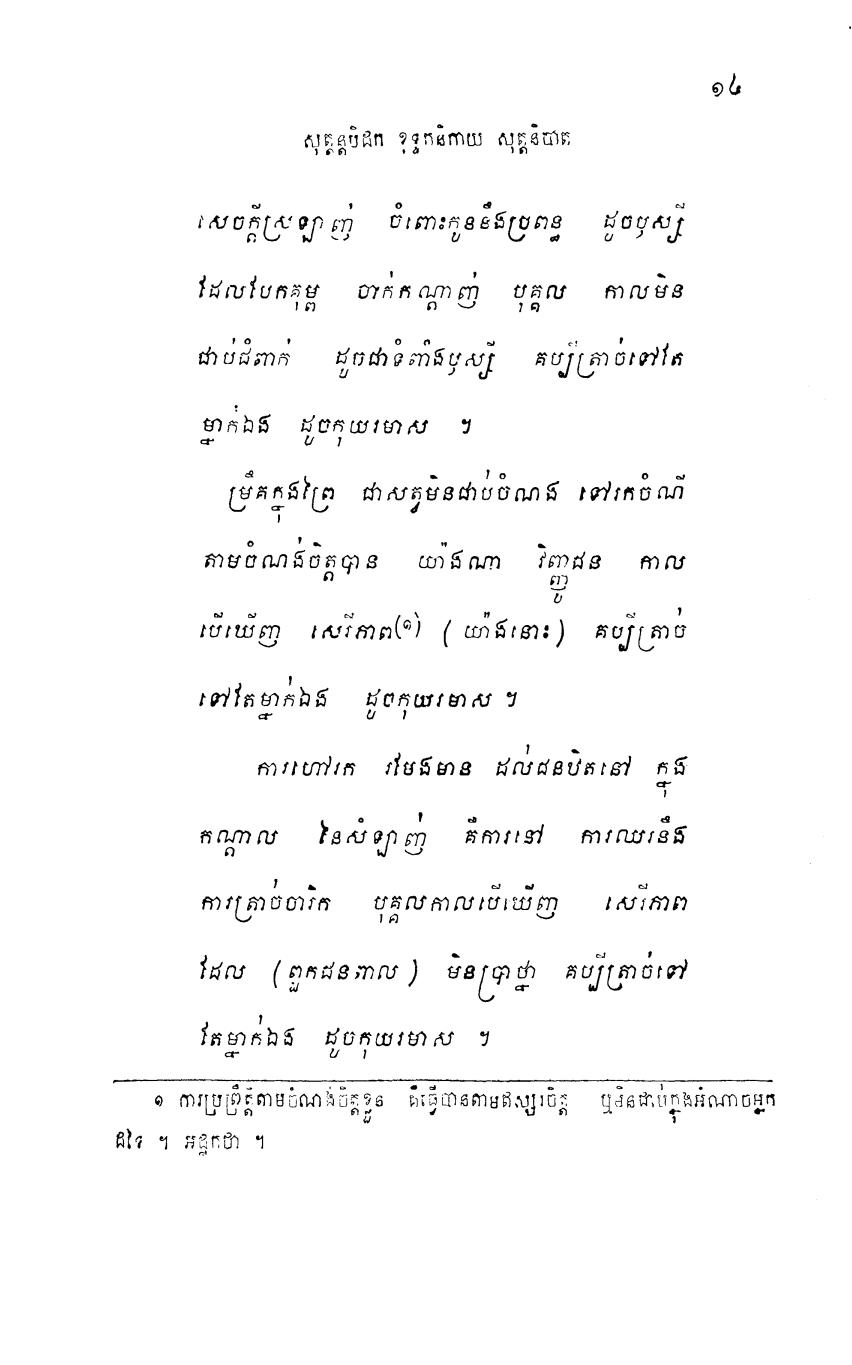 ១៤
សុត្តន្តបិដក ខុទ្ទកនិកាយ សុត្តនិបាត
សេចក្តីស្រឡាញ់ ចំពោះកូននឹងប្រពន្ធ ដូចឫស្សី
ដែលបែកគុម្ព ចាក់កណ្តាញ់ បុគ្គល កាលមិន
ជាប់ជំពាក់ ដូចជាទំពាំងឫស្សី គប្បីត្រាច់ទៅតែ
ម្នាក់ឯង ដូចកុយរមាស ។
ម្រឹគក្នុងព្រៃ ជាសត្វមិនជាប់ចំណង ទៅរកចំណី
តាមចំណង់ចិត្តបាន យ៉ាងណា វិញ្ញូជន កាល
បើឃើញ សេរីភាព(១) (យ៉ាងនោះ) គប្បីត្រាច់
ទៅតែម្នាក់ឯង ដូចកុយរមាស ។
ការហៅរក រមែងមាន ដល់ជនឋិតនៅ ក្នុង
កណ្តាល នៃសំឡាញ់ គឺការនៅ ការឈរនឹង
ការត្រាច់ចារិក បុគ្គលកាលបើឃើញ សេរីភាព
ដែល (ពួកជនពាល) មិនប្រាថ្នា គប្បីត្រាច់ទៅ
តែម្នាក់ឯង ដូចកុយរមាស ។
១ ការប្រព្រឹត្តិតាមចំណង់ចិត្តខ្លួន គឺធ្វើបានតាមឥស្សរចិត្ត ឬមិនជាប់ក្នុងអំណាចអ្នក
ដទៃ ។ អដ្ឋកថា ។